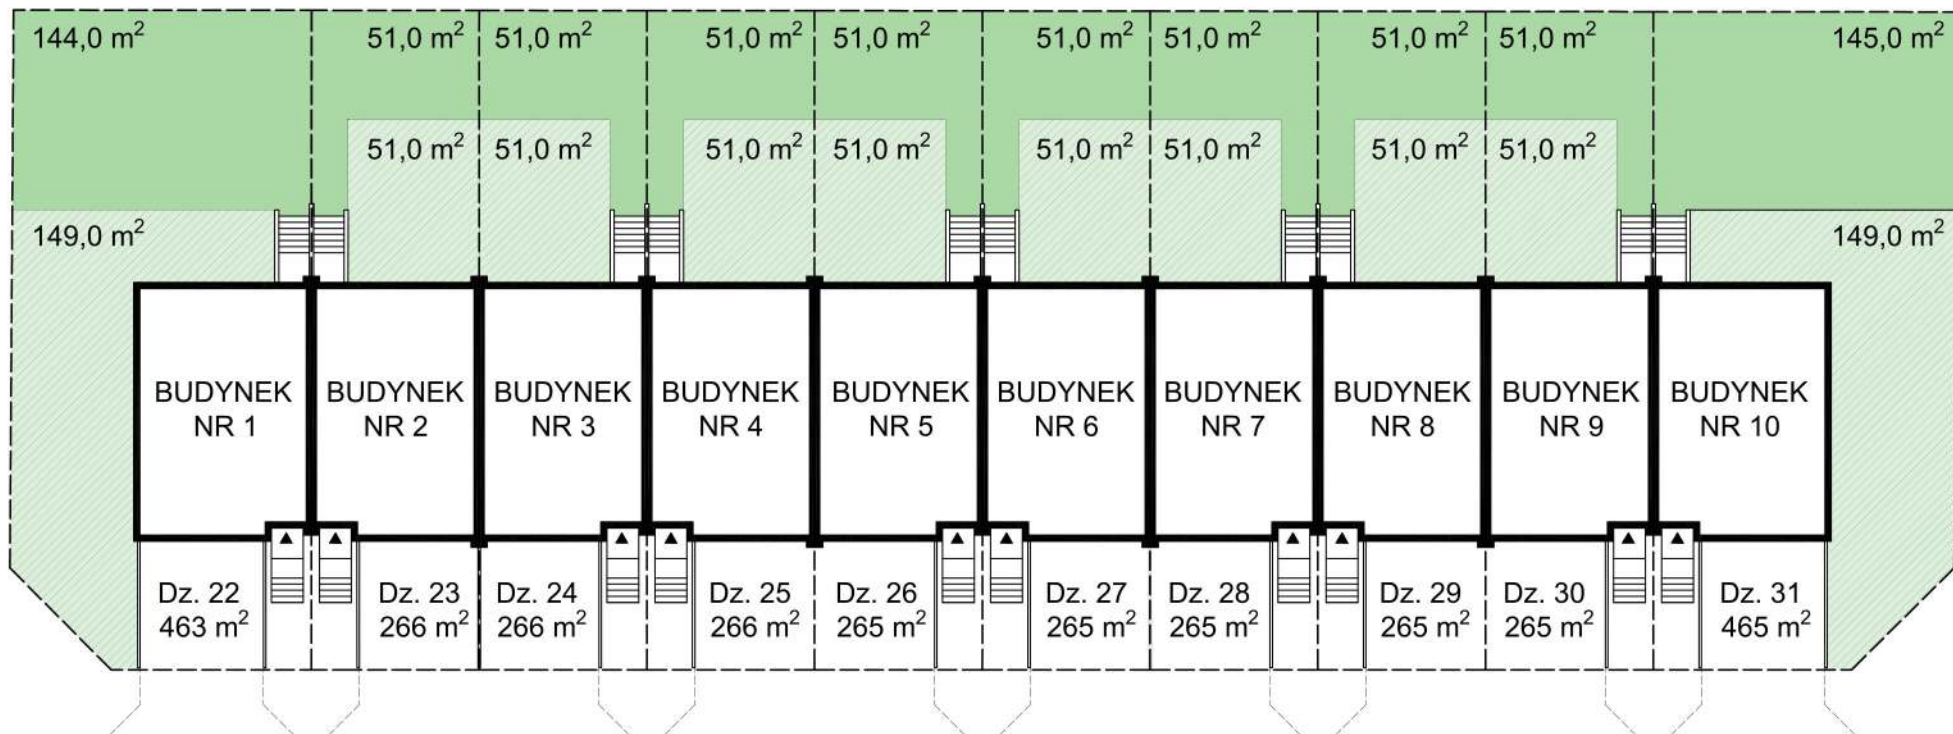 144,0 m² 51,0 m² 51,0 m² 51,0 m² 51,0 m² 51,0 m² 51,0 m² 51,0 m² 51,0 m² 145,0 m²
51,0 m² 51,0 m² 51,0 m² 51,0 m² 51,0 m² 51,0 m² 51,0 m² 51,0 m²
149,0 m² 149,0 m²
BUDYNEK BUDYNEK BUDYNEK BUDYNEK BUDYNEK BUDYNEK BUDYNEK BUDYNEK BUDYNEK BUDYNEK
NR 1 NR 2 NR 3 NR 4 NR 5 NR 6 NR 7 NR 8 NR 9 NR 10
Dz. 22 Dz. 23 Dz. 24 Dz. 25 Dz. 26 Dz. 27 Dz. 28 Dz. 29 Dz. 30 Dz. 31
463 m² 266 m² 266 m² 266 m² 265 m² 265 m² 265 m² 265 m² 265 m² 465 m²